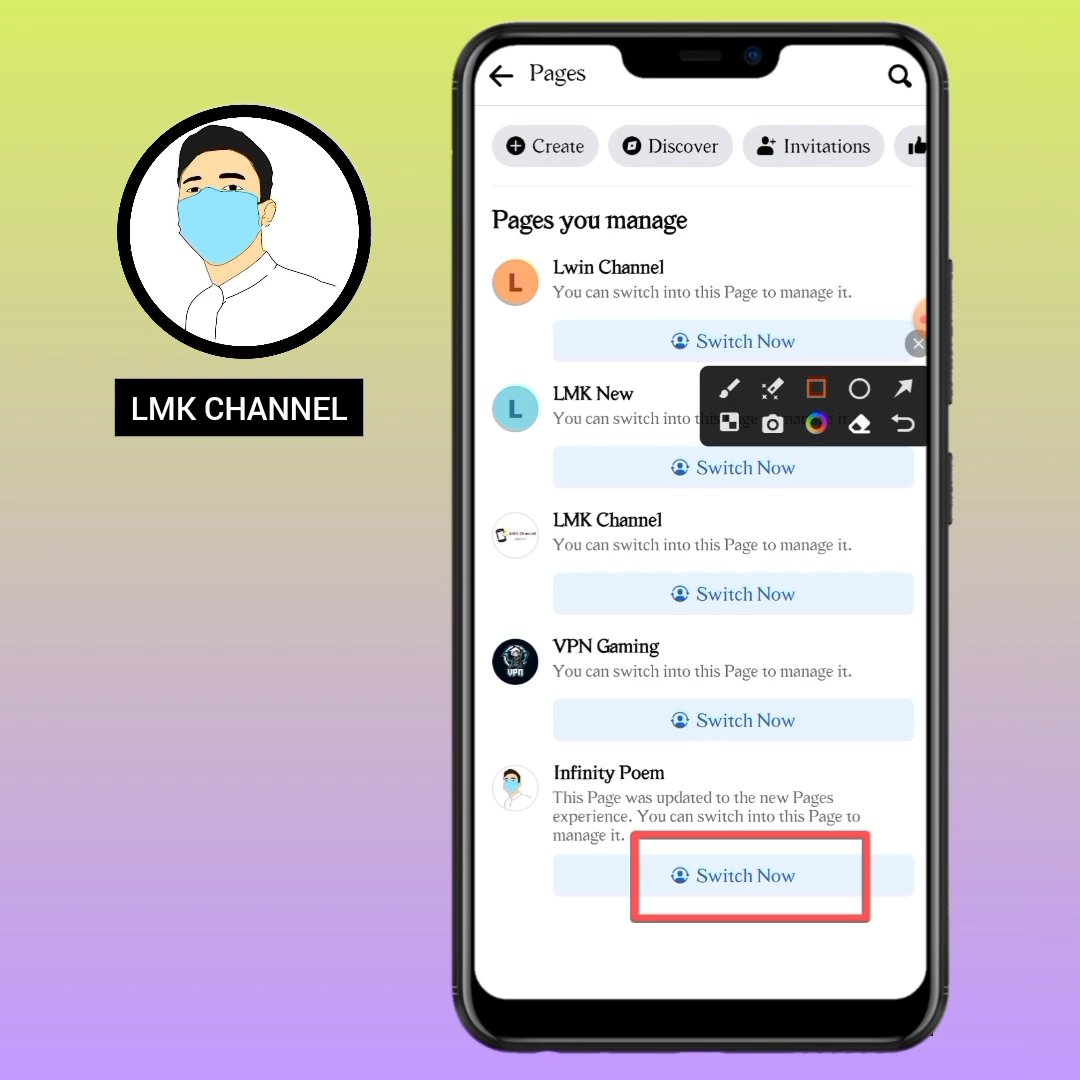 LMK CHANNEL
Pages
Create
Discover
Invitations
Pages you manage
L
Lwin Channel
You can switch into this Page to manage it.
Switch Now
L
LMK New
You can switch into this Page to manage it.
Switch Now
LMK Channel
You can switch into this Page to manage it.
Switch Now
VPN
VPN Gaming
You can switch into this Page to manage it.
Switch Now
Infinity Poem
This Page was updated to the new Pages
experience. You can switch into this Page to
manage it.
Switch Now